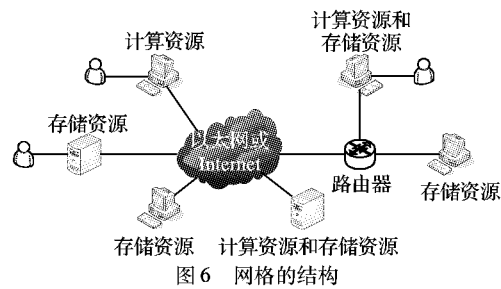 计算资源和
存储资源
计算资源
存储资源
以太网或
Internet
路由器
存储资源
存储资源
计算资源和存储资源
图6 网格的结构